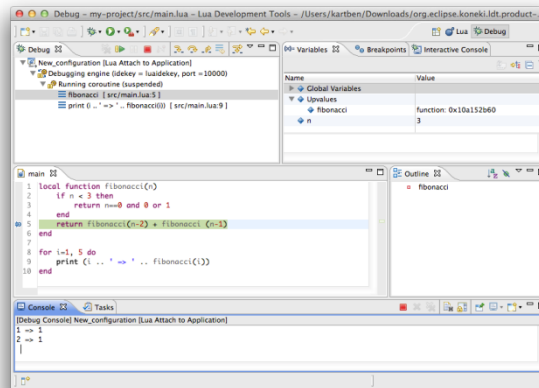 Debug - my-project/src/main.lua - Lua Development Tools - /Users/kartben/Downloads/org.eclipse.koneki.ldt.product-
Lua Debug
Debug
New_configuration [Lua Attach to Application]
Debugging engine (idekey = luaidekey, port =10000)
Running coroutine (suspended)
fibonacci [ src/main.lua:5 ]
print (i .. ' => ' .. fibonacci(i)) [ src/main.lua:9 ]
Variables Breakpoints Interactive Console
Name Value
Global Variables
Upvalues
fibonacci function: 0x10a152b60
n 3
main
1 local function fibonacci(n)
2 if n < 3 then
3 return n==0 and 0 or 1
4 end
5 return fibonacci(n-2) + fibonacci (n-1)
6 end
7
8 for i=1, 5 do
9 print (i .. ' => ' .. fibonacci(i))
10 end
Outline
fibonacci
Console Tasks
[Debug Console] New_configuration [Lua Attach to Application]
1 => 1
2 => 1